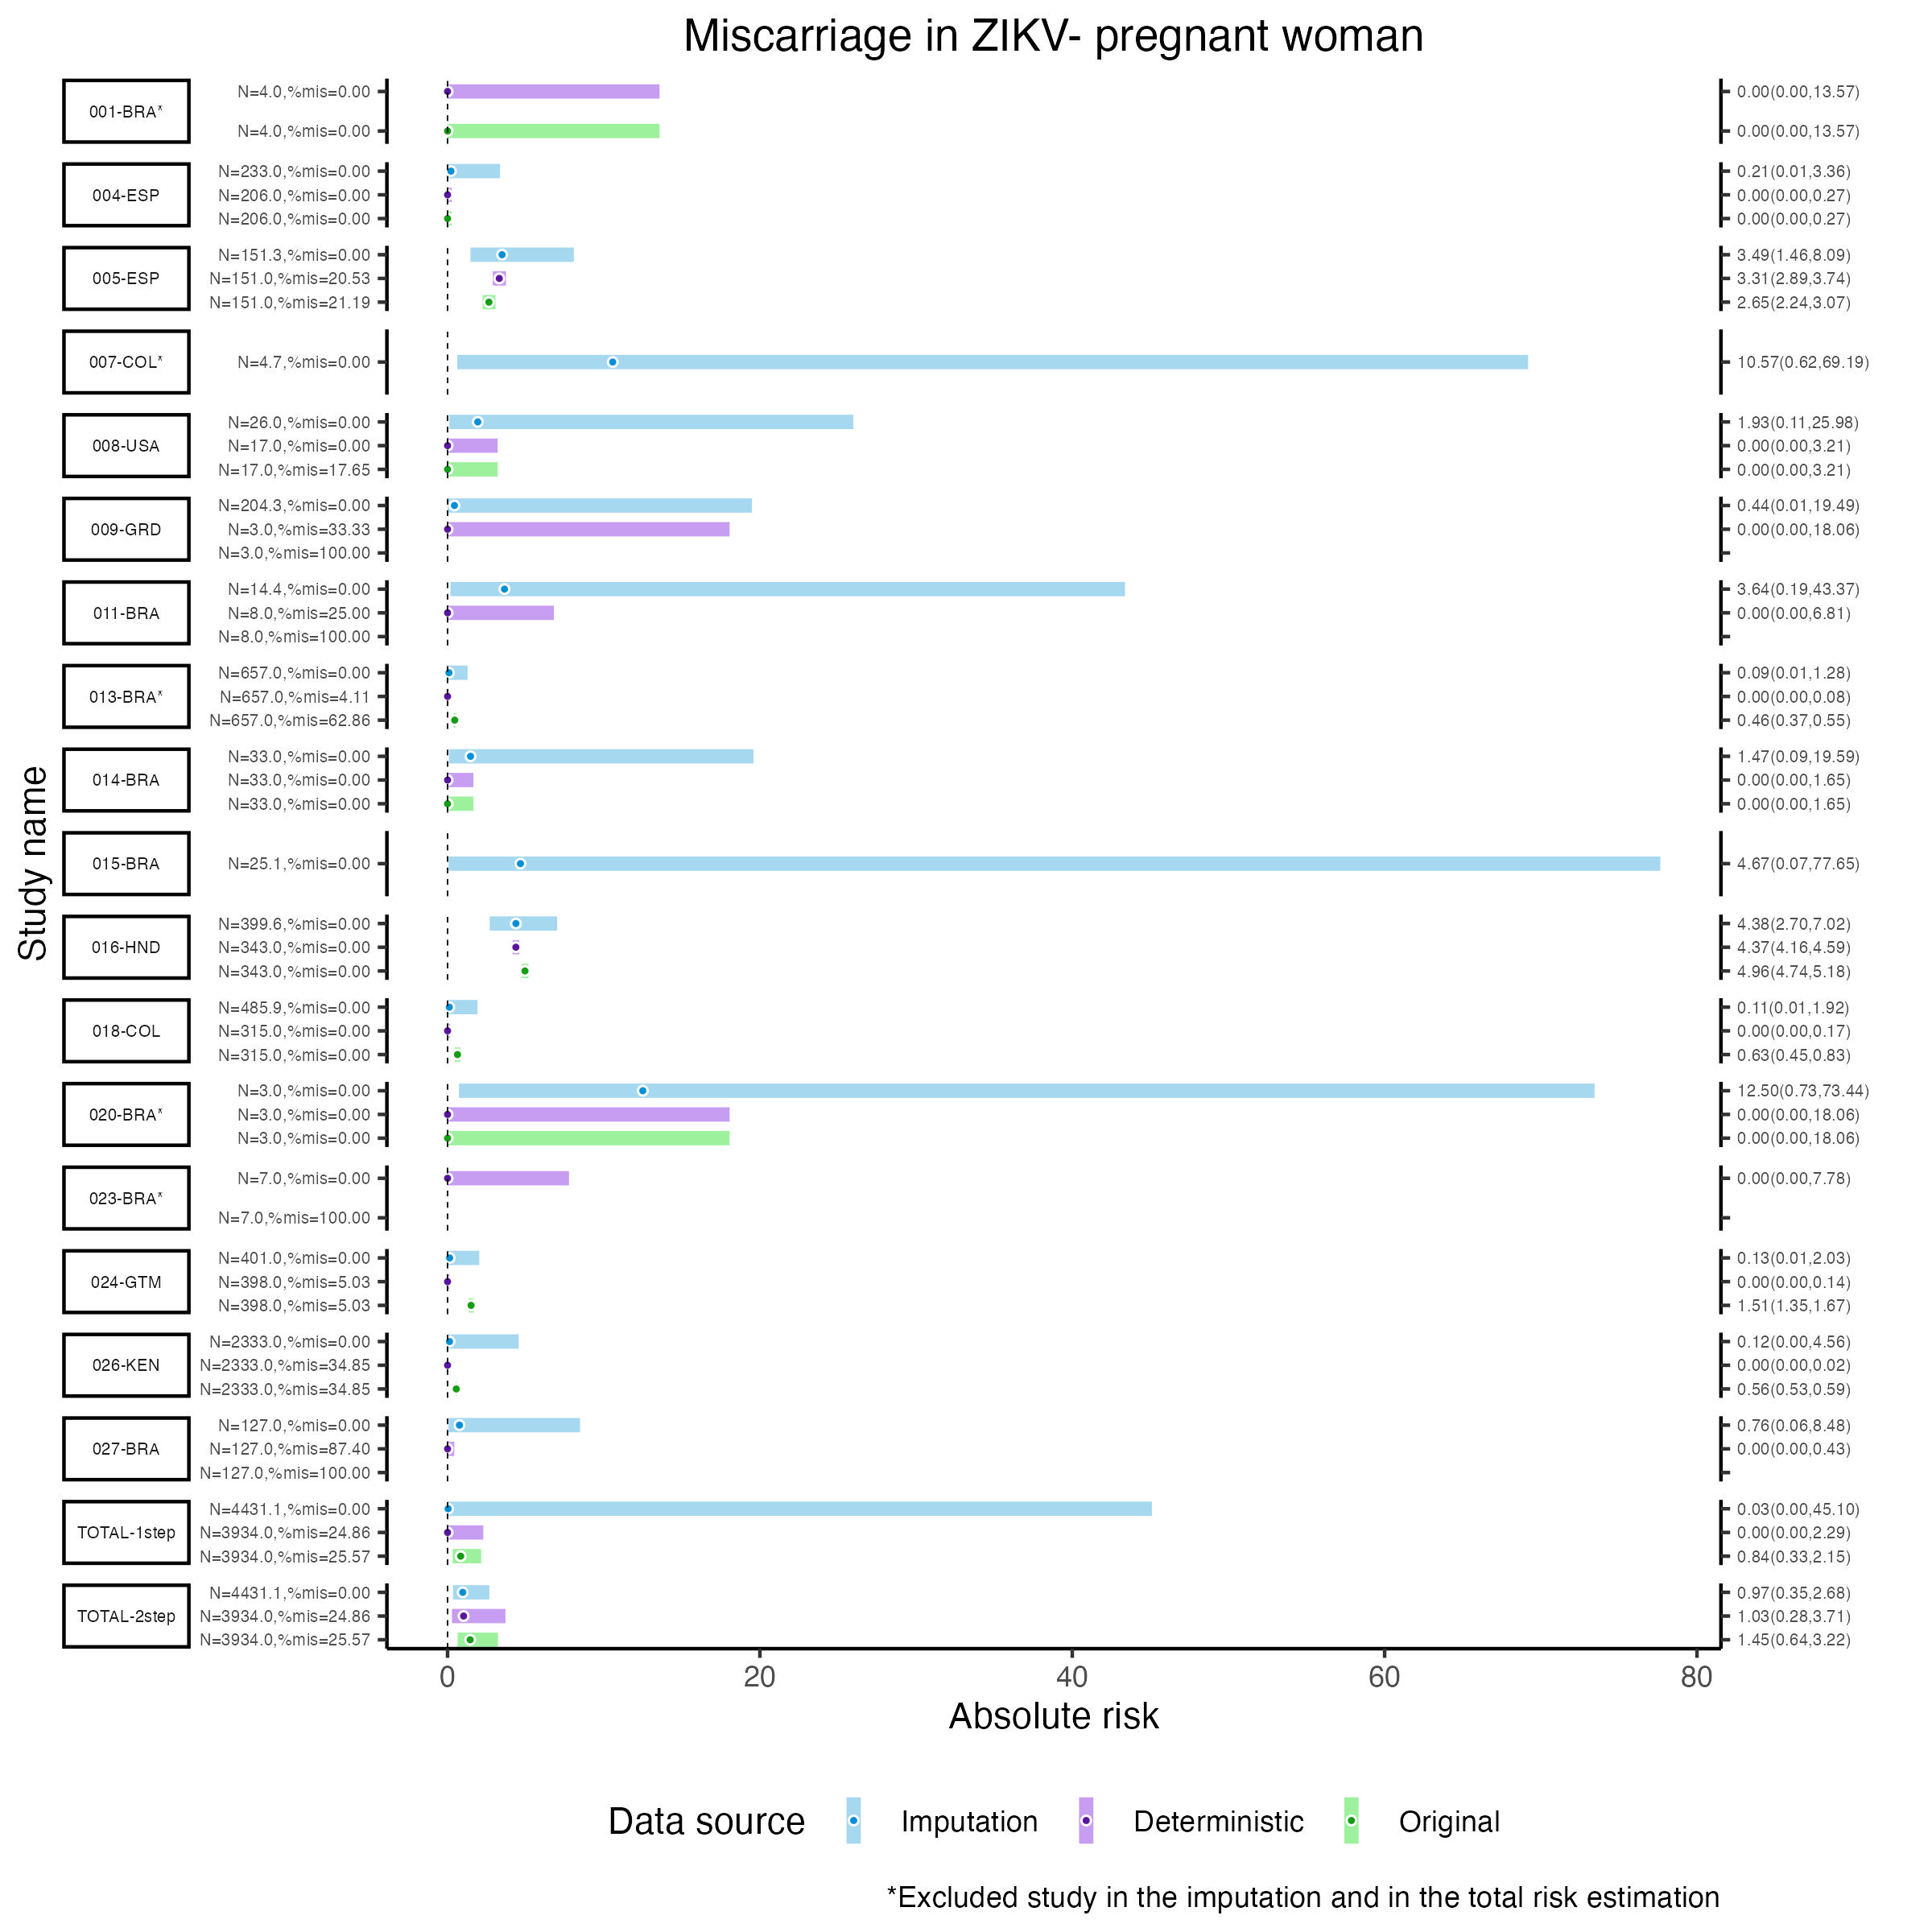 Miscarriage in ZIKV- pregnant woman
Study name
001-BRA*
N=4.0,%mis=0.00 0.00(0.00,13.57)
N=4.0,%mis=0.00 0.00(0.00,13.57)
004-ESP
N=233.0,%mis=0.00 0.21(0.01,3.36)
N=206.0,%mis=0.00 0.00(0.00,0.27)
N=206.0,%mis=0.00 0.00(0.00,0.27)
005-ESP
N=151.3,%mis=0.00 3.49(1.46,8.09)
N=151.0,%mis=20.53 3.31(2.89,3.74)
N=151.0,%mis=21.19 2.65(2.24,3.07)
007-COL*
N=4.7,%mis=0.00 10.57(0.62,69.19)
008-USA
N=26.0,%mis=0.00 1.93(0.11,25.98)
N=17.0,%mis=0.00 0.00(0.00,3.21)
N=17.0,%mis=17.65 0.00(0.00,3.21)
009-GRD
N=204.3,%mis=0.00 0.44(0.01,19.49)
N=3.0,%mis=33.33 0.00(0.00,18.06)
N=3.0,%mis=100.00
011-BRA
N=14.4,%mis=0.00 3.64(0.19,43.37)
N=8.0,%mis=25.00 0.00(0.00,6.81)
N=8.0,%mis=100.00
013-BRA*
N=657.0,%mis=0.00 0.09(0.01,1.28)
N=657.0,%mis=4.11 0.00(0.00,0.08)
N=657.0,%mis=62.86 0.46(0.37,0.55)
014-BRA
N=33.0,%mis=0.00 1.47(0.09,19.59)
N=33.0,%mis=0.00 0.00(0.00,1.65)
N=33.0,%mis=0.00 0.00(0.00,1.65)
015-BRA
N=25.1,%mis=0.00 4.67(0.07,77.65)
016-HND
N=399.6,%mis=0.00 4.38(2.70,7.02)
N=343.0,%mis=0.00 4.37(4.16,4.59)
N=343.0,%mis=0.00 4.96(4.74,5.18)
018-COL
N=485.9,%mis=0.00 0.11(0.01,1.92)
N=315.0,%mis=0.00 0.00(0.00,0.17)
N=315.0,%mis=0.00 0.63(0.45,0.83)
020-BRA*
N=3.0,%mis=0.00 12.50(0.73,73.44)
N=3.0,%mis=0.00 0.00(0.00,18.06)
N=3.0,%mis=0.00 0.00(0.00,18.06)
023-BRA*
N=7.0,%mis=0.00 0.00(0.00,7.78)
N=7.0,%mis=100.00
024-GTM
N=401.0,%mis=0.00 0.13(0.01,2.03)
N=398.0,%mis=5.03 0.00(0.00,0.14)
N=398.0,%mis=5.03 1.51(1.35,1.67)
026-KEN
N=2333.0,%mis=0.00 0.12(0.00,4.56)
N=2333.0,%mis=34.85 0.00(0.00,0.02)
N=2333.0,%mis=34.85 0.56(0.53,0.59)
027-BRA
N=127.0,%mis=0.00 0.76(0.06,8.48)
N=127.0,%mis=87.40 0.00(0.00,0.43)
N=127.0,%mis=100.00
TOTAL-1step
N=4431.1,%mis=0.00 0.03(0.00,45.10)
N=3934.0,%mis=24.86 0.00(0.00,2.29)
N=3934.0,%mis=25.57 0.84(0.33,2.15)
TOTAL-2step
N=4431.1,%mis=0.00 0.97(0.35,2.68)
N=3934.0,%mis=24.86 1.03(0.28,3.71)
N=3934.0,%mis=25.57 1.45(0.64,3.22)
0 20 40 60 80
Absolute risk
Data source Imputation Deterministic Original
*Excluded study in the imputation and in the total risk estimation